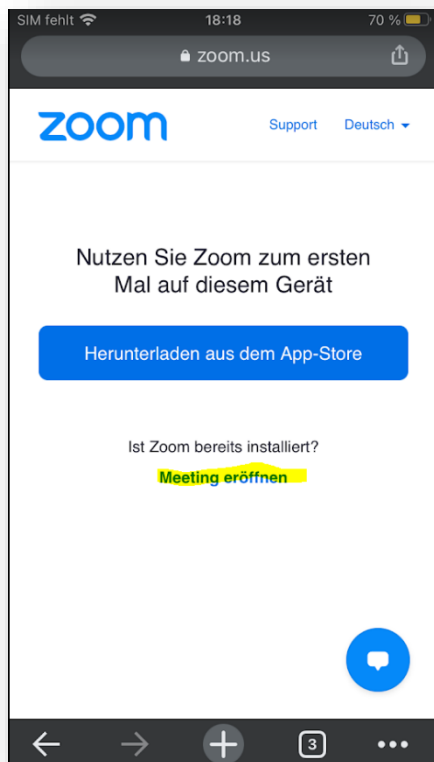 SIM fehlt 18:18 70 %
zoom.us
zoom Support Deutsch
Nutzen Sie Zoom zum ersten
Mal auf diesem Gerät
Herunterladen aus dem App-Store
Ist Zoom bereits installiert?
Meeting eröffnen
3